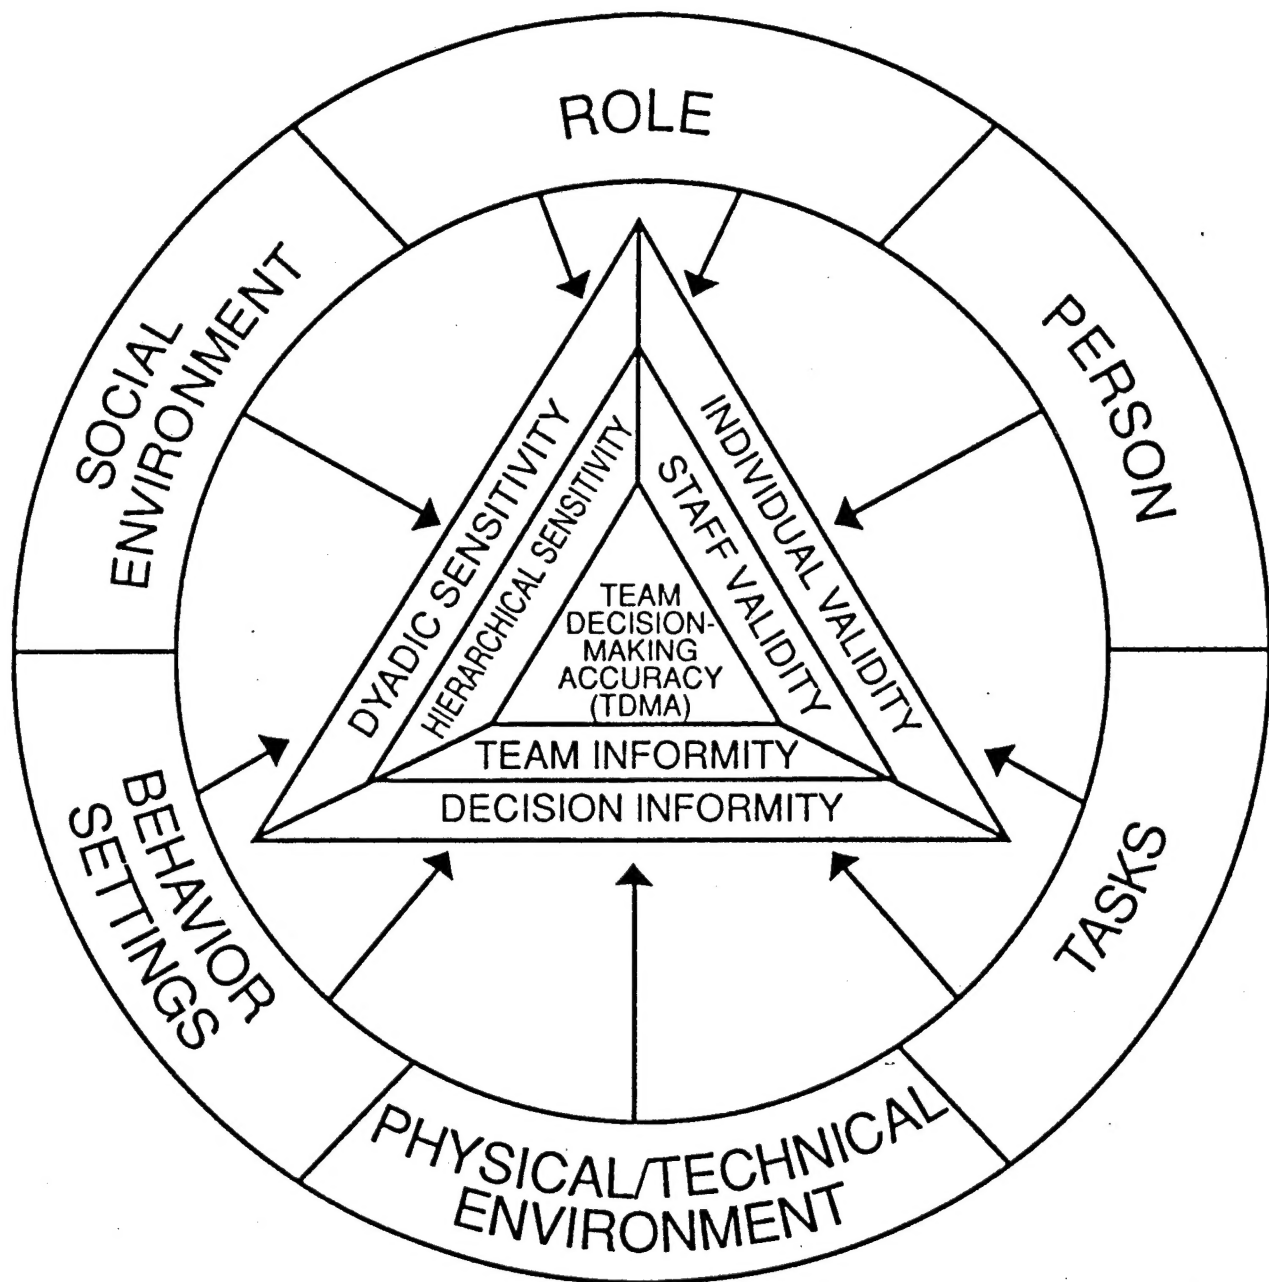 ROLE
PERSON
SOCIAL
ENVIRONMENT
INDIVIDUAL VALIDITY
STAFF VALIDITY
DYADIC SENSITIVITY
HIERARCHICAL SENSITIVITY
TEAM
DECISION-
MAKING
ACCURACY
(TDMA)
TEAM INFORMITY
DECISION INFORMITY
BEHAVIOR
SETTINGS
TASKS
PHYSICAL/TECHNICAL
ENVIRONMENT